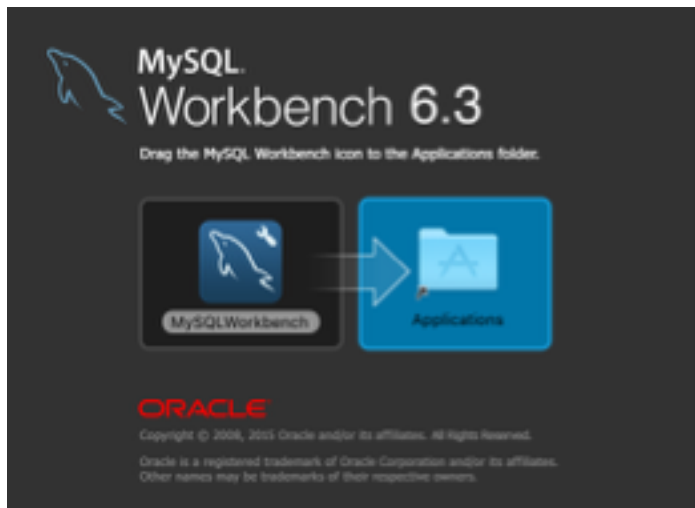 MySQL.
Workbench 6.3
Drag the MySQL Workbench icon to the Applications folder.
MySQLWorkbench
Applications
ORACLE
Copyright © 2008, 2015 Oracle and/or its affiliates. All Rights Reserved.
Oracle is a registered trademark of Oracle Corporation and/or its affiliates.
Other names may be trademarks of their respective owners.